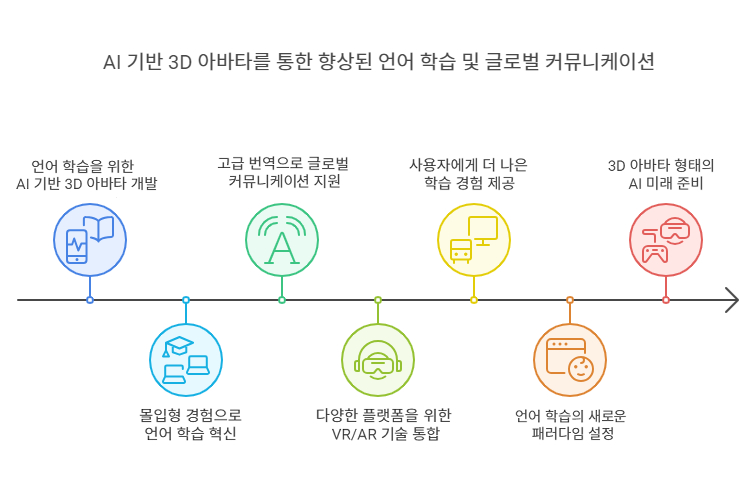 AI 기반 3D 아바타를 통한 향상된 언어 학습 및 글로벌 커뮤니케이션
언어 학습을 위한
AI 기반 3D 아바타 개발
몰입형 경험으로
언어 학습 혁신
고급 번역으로 글로벌
커뮤니케이션 지원
다양한 플랫폼을 위한
VR/AR 기술 통합
사용자에게 더 나은
학습 경험 제공
언어 학습의 새로운
패러다임 설정
3D 아바타 형태의
AI 미래 준비